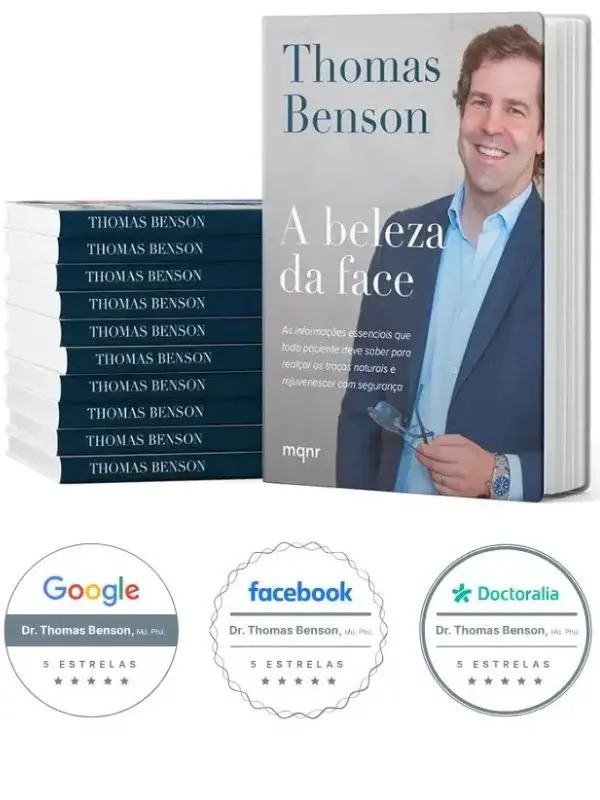 Thomas
Benson
A beleza
da face
As informações essenciais que
todo paciente deve saber para
realçar os traços naturais e
rejuvenescer com segurança
mqnr
THOMAS BENSON
THOMAS BENSON
THOMAS BENSON
THOMAS BENSON
THOMAS BENSON
THOMAS BENSON
THOMAS BENSON
THOMAS BENSON
THOMAS BENSON
THOMAS BENSON
Google
Dr. Thomas Benson, Md. Phd.
5 ESTRELAS
facebook
Dr. Thomas Benson, Md. Phd.
5 ESTRELAS
Doctoralia
Dr. Thomas Benson, Md. Phd.
5 ESTRELAS